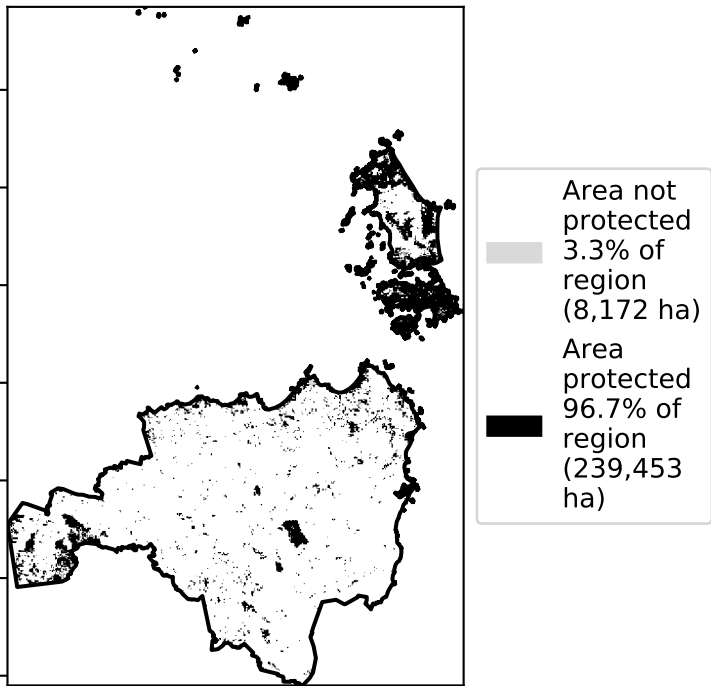 Area not
protected
3.3% of
region
(8,172 ha)
Area
protected
96.7% of
region
(239,453
ha)